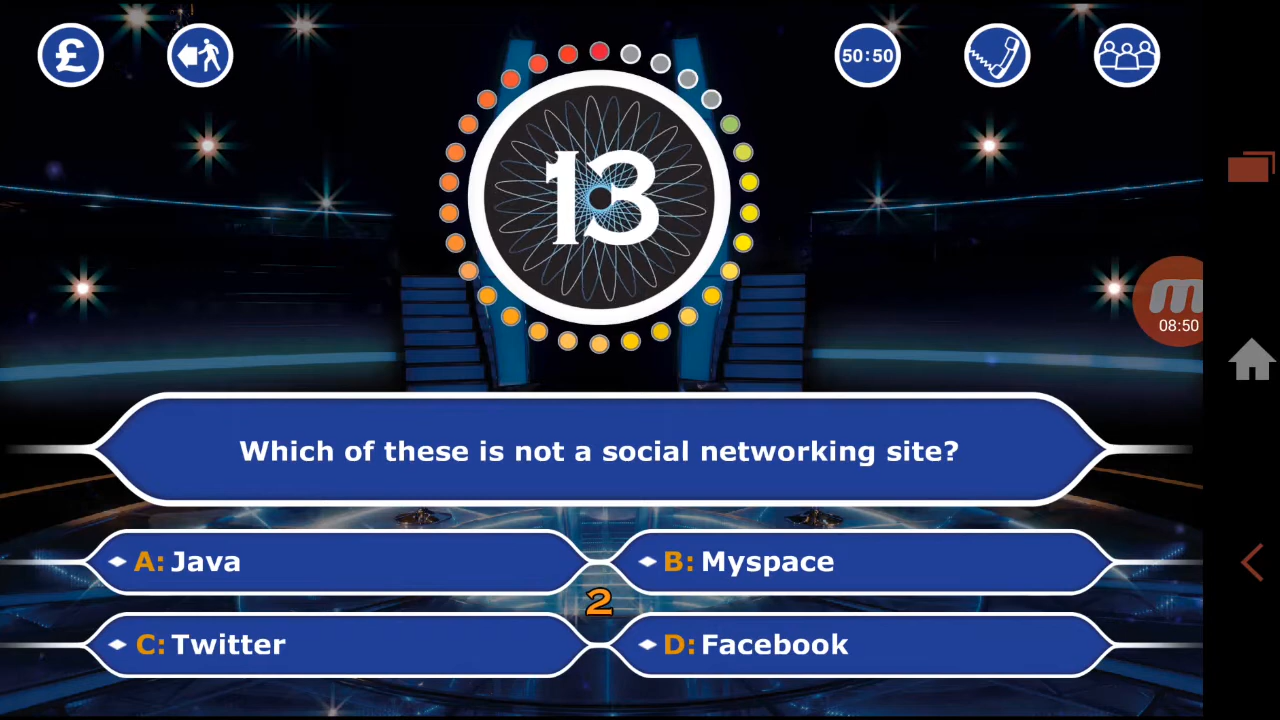 £
50:50
13
08:50
Which of these is not a social networking site?
A: Java
B: Myspace
2
C: Twitter
D: Facebook